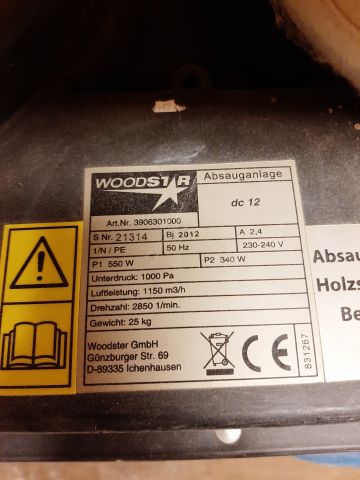 WOODSTAR
Absauganlage
dc 12
Art.Nr. 3906301000
S Nr. 21314 Bj 2012 A 2,4
1/N / PE 50 Hz 230-240 V
P1 550 W P2 340 W
Unterdruck: 1000 Pa
Luftleistung: 1150 m3/h
Drehzahl: 2850 1/min.
Gewicht: 25 kg
Woodster GmbH
Günzburger Str. 69
D-89335 Ichenhausen
CE
831267
Absau
Holzs
Be